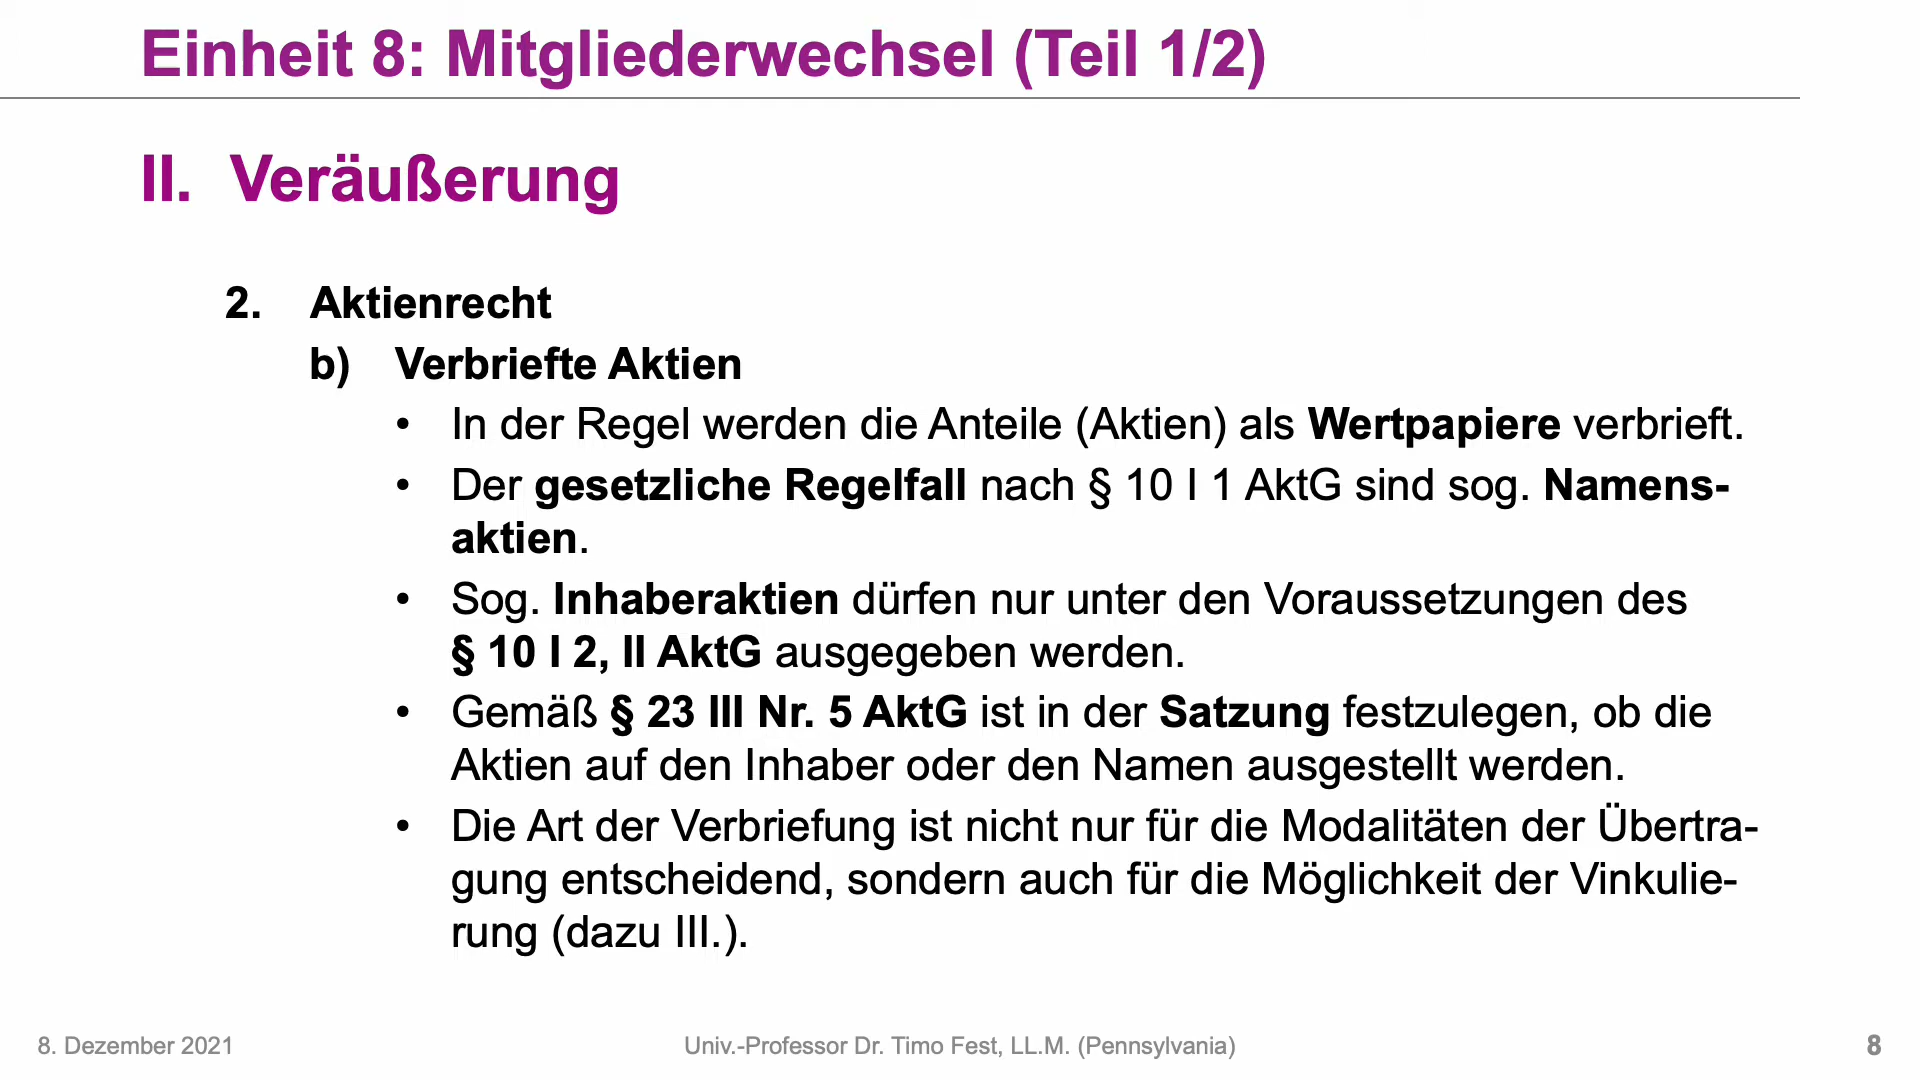 Einheit 8: Mitgliederwechsel (Teil 1/2)
II. Veräußerung
2. Aktienrecht
b) Verbriefte Aktien
• In der Regel werden die Anteile (Aktien) als Wertpapiere verbrieft.
• Der gesetzliche Regelfall nach § 10 I 1 AktG sind sog. Namens-
aktien.
• Sog. Inhaberaktien dürfen nur unter den Voraussetzungen des
§ 10 I 2, II AktG ausgegeben werden.
• Gemäß § 23 III Nr. 5 AktG ist in der Satzung festzulegen, ob die
Aktien auf den Inhaber oder den Namen ausgestellt werden.
• Die Art der Verbriefung ist nicht nur für die Modalitäten der Übertra-
gung entscheidend, sondern auch für die Möglichkeit der Vinkulie-
rung (dazu III.).
8. Dezember 2021
Univ.-Professor Dr. Timo Fest, LL.M. (Pennsylvania)
8